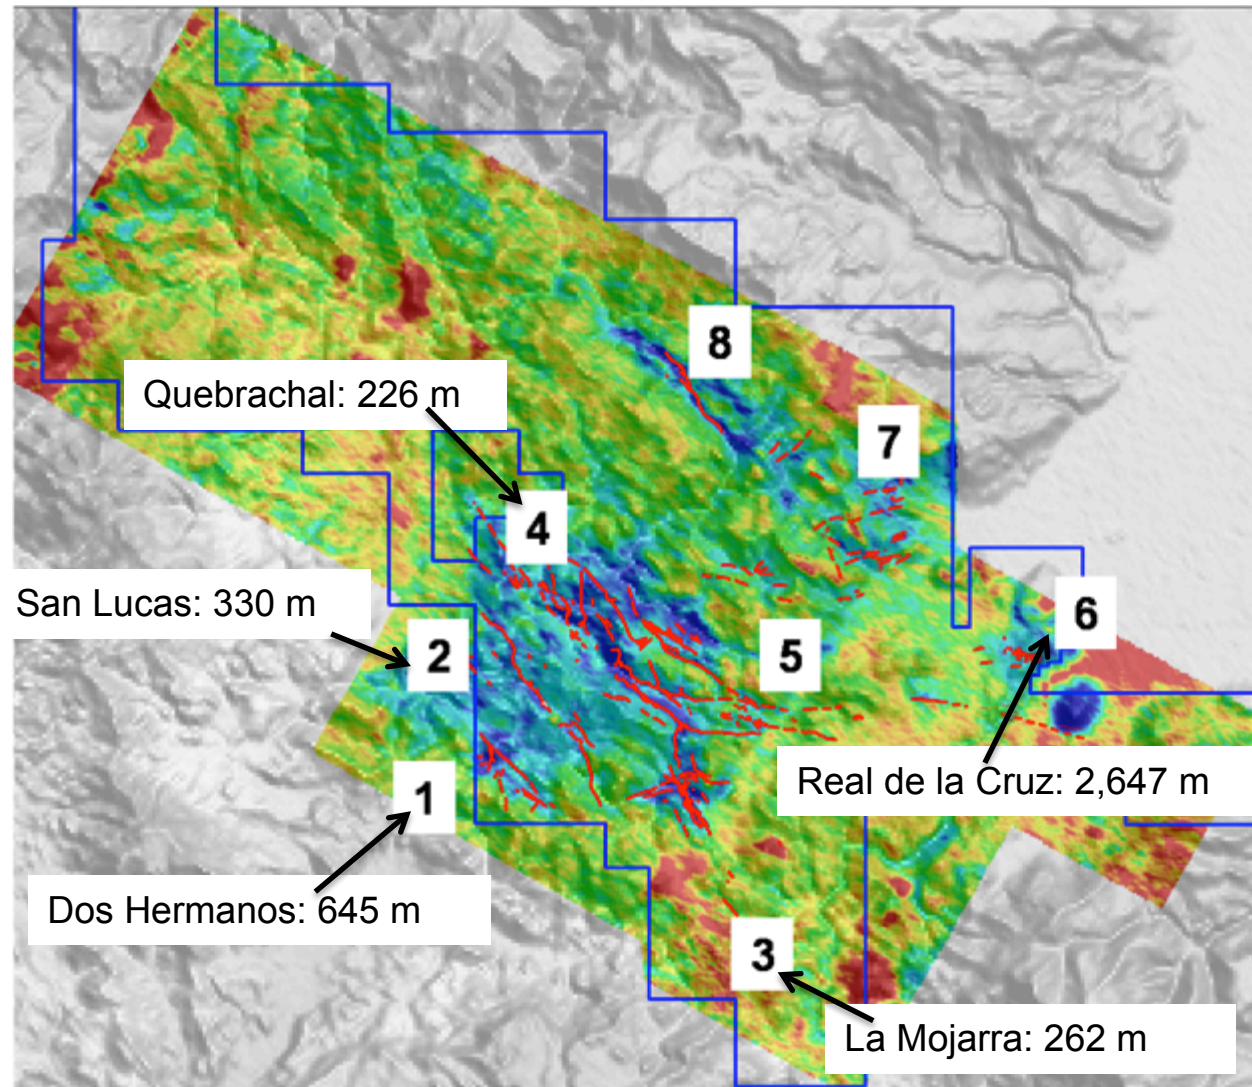 8
Quebrachal: 226 m
7
4
San Lucas: 330 m
6
2
5
Real de la Cruz: 2,647 m
1
Dos Hermanos: 645 m
3
La Mojarra: 262 m